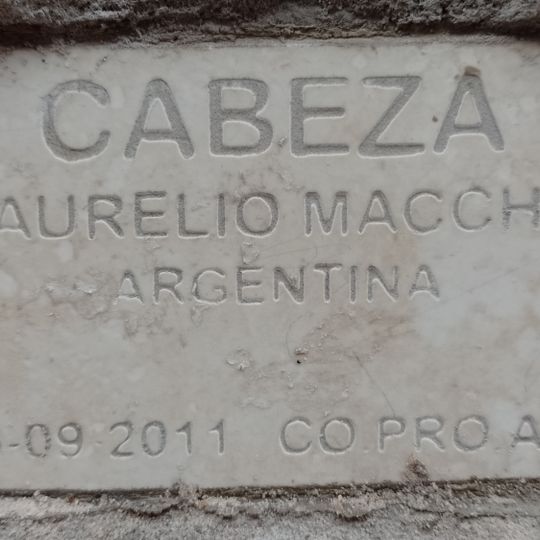 CABEZA
AURELIO MACCH
ARGENTINA
-09-2011 CO.PRO.A